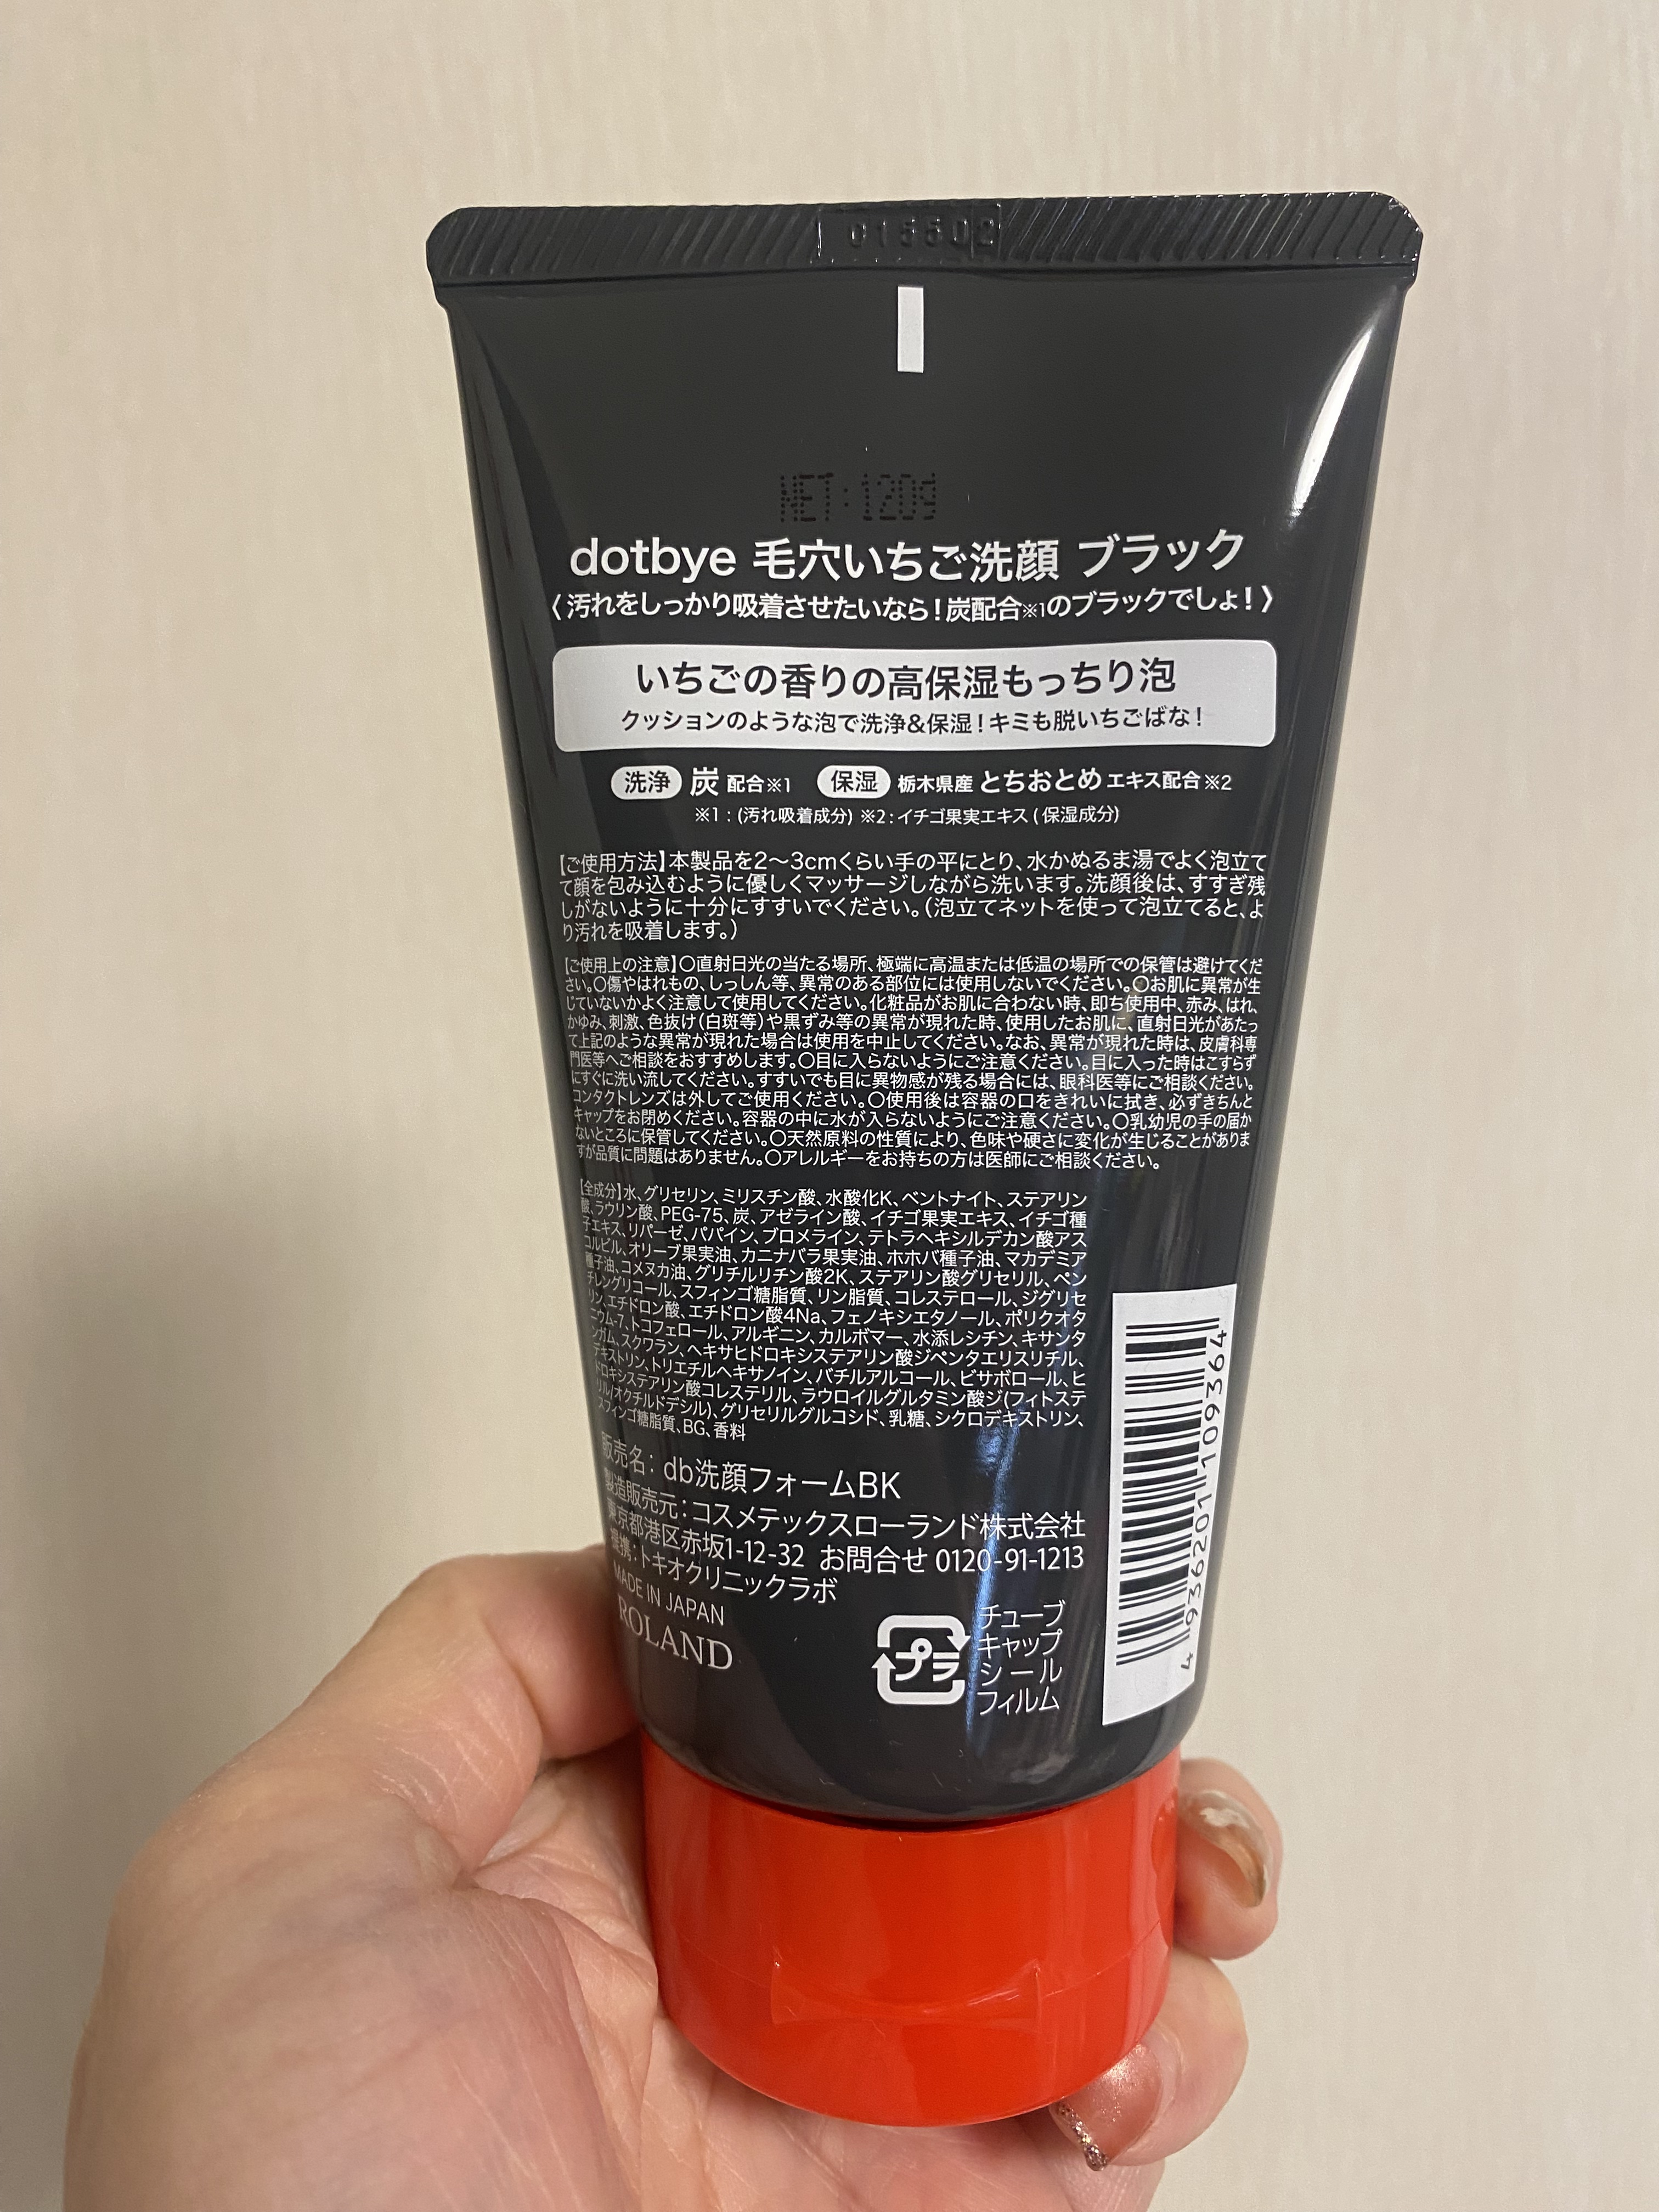 015502
NET:120g
dotbye 毛穴いちご洗顔 ブラック
〈汚れをしっかり吸着させたいなら！炭配合※1のブラックでしょ！〉
いちごの香りの高保湿もっちり泡
クッションのような泡で洗浄&保湿！キミも脱いちごばな！
洗浄 炭 配合※1 保湿 栃木県産 とちおとめ エキス配合※2
※1：(汚れ吸着成分) ※2：イチゴ果実エキス (保湿成分)
【ご使用方法】本製品を2〜3cmくらい手の平にとり、水かぬるま湯でよく泡立て
て顔を包み込むように優しくマッサージしながら洗います。洗顔後は、すすぎ残
しがないように十分にすすいでください。（泡立てネットを使って泡立てると、よ
り汚れを吸着します。）
【ご使用上の注意】〇直射日光の当たる場所、極端に高温または低温の場所での保管は避けてくだ
さい。〇傷やはれもの、しっしん等、異常のある部位には使用しないでください。〇お肌に異常が生
じていないかよく注意して使用してください。化粧品がお肌に合わない時、即ち使用中、赤み、はれ、
かゆみ、刺激、色抜け（白斑等）や黒ずみ等の異常が現れた時、使用したお肌に、直射日光があたっ
て上記のような異常が現れた場合は使用を中止してください。なお、異常が現れた時は、皮膚科専
門医等へご相談をおすすめします。〇目に入らないようにご注意ください。目に入った時はこすらず
にすぐに洗い流してください。すすいでも目に異物感が残る場合には、眼科医等にご相談ください。
コンタクトレンズは外してご使用ください。〇使用後は容器の口をきれいに拭き、必ずきちんと
キャップをお閉めください。容器の中に水が入らないようにご注意ください。〇乳幼児の手の届か
ないところに保管してください。〇天然原料の性質により、色味や硬さに変化が生じることがありま
すが品質に問題はありません。〇アレルギーをお持ちの方は医師にご相談ください。
【全成分】水、グリセリン、ミリスチン酸、水酸化K、ベントナイト、ステアリン
酸、ラウリン酸、PEG-75、炭、アゼライン酸、イチゴ果実エキス、イチゴ種
子エキス、リパーゼ、パパイン、ブロメライン、テトラヘキシルデカン酸アス
コルビル、オリーブ果実油、カニナバラ果実油、ホホバ種子油、マカデミア
種子油、コメヌカ油、グリチルリチン酸2K、ステアリン酸グリセリル、ペン
チレングリコール、スフィンゴ糖脂質、リン脂質、コレステロール、ジグリセ
リン、エチドロン酸、エチドロン酸4Na、フェノキシエタノール、ポリクオタ
ニウム-7、トコフェロール、アルギニン、カルボマー、水添レシチン、キサンタ
ンガム、スクワラン、ヘキサヒドロキシステアリン酸ジペンタエリスリチル、
デキストリン、トリエチルヘキサノイン、バチルアルコール、ビサボロール、ヒ
ドロキシステアリン酸コレステリル、ラウロイルグルタミン酸ジ(フィトステ
リル/オクチルドデシル)、グリセリルグルコシド、乳糖、シクロデキストリン、
スフィンゴ糖脂質、BG、香料
販売名：db洗顔フォームBK
製造販売元：コスメテックスローランド株式会社
東京都港区赤坂1-12-32 お問合せ 0120-91-1213
提携：トキオクリニックラボ
MADE IN JAPAN
ROLAND
プラ
チューブ
キャップ
シール
フィルム
4 936201 109364